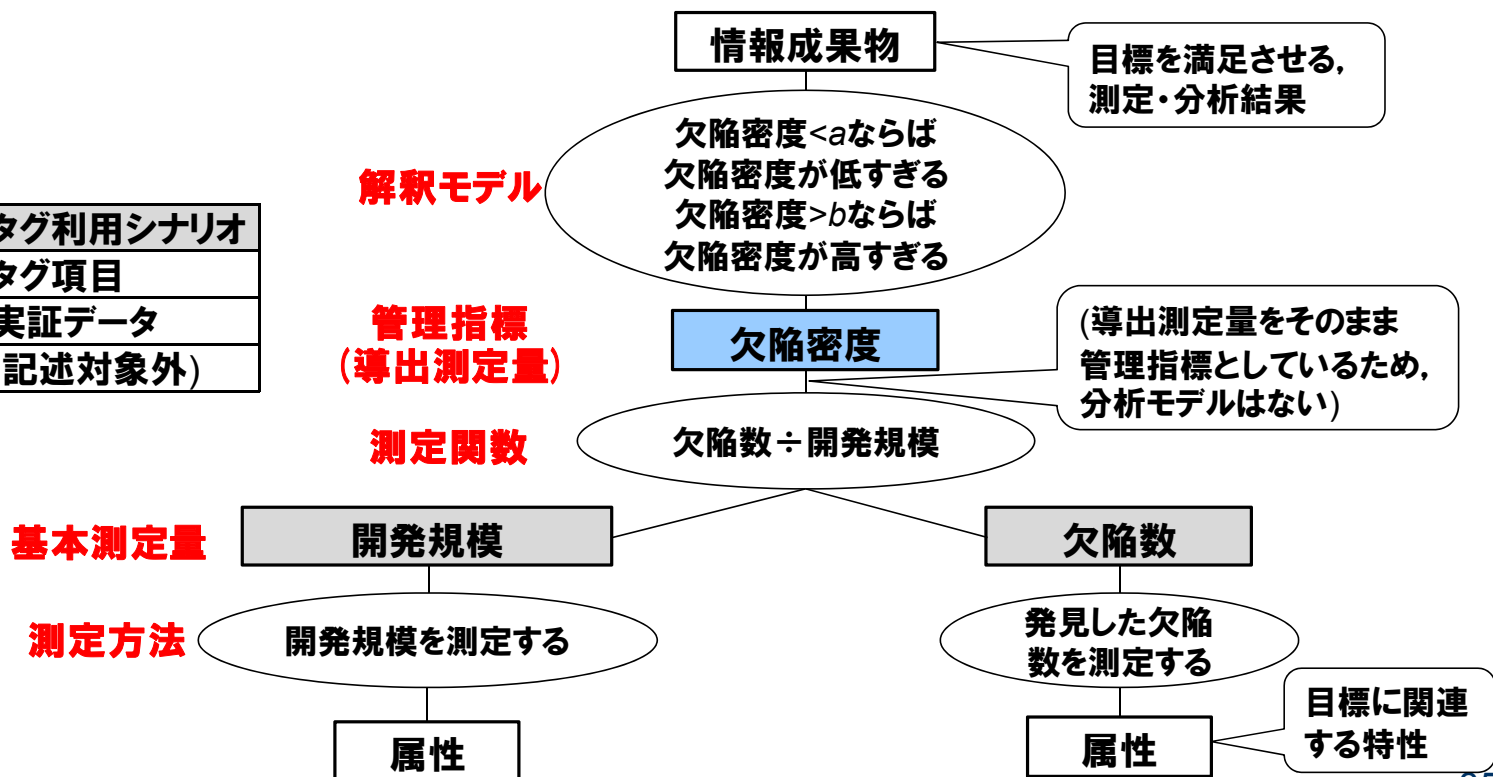 情報成果物
目標を満足させる,
測定・分析結果
欠陥密度<aならば
欠陥密度が低すぎる
欠陥密度>bならば
欠陥密度が高すぎる
解釈モデル
タグ利用シナリオ
タグ項目
実証データ
記述対象外)
管理指標
(導出測定量)
欠陥密度
(導出測定量をそのまま
管理指標としているため,
分析モデルはない)
測定関数
欠陥数÷開発規模
基本測定量
開発規模
欠陥数
測定方法
開発規模を測定する
発見した欠陥
数を測定する
属性
属性
目標に関連
する特性